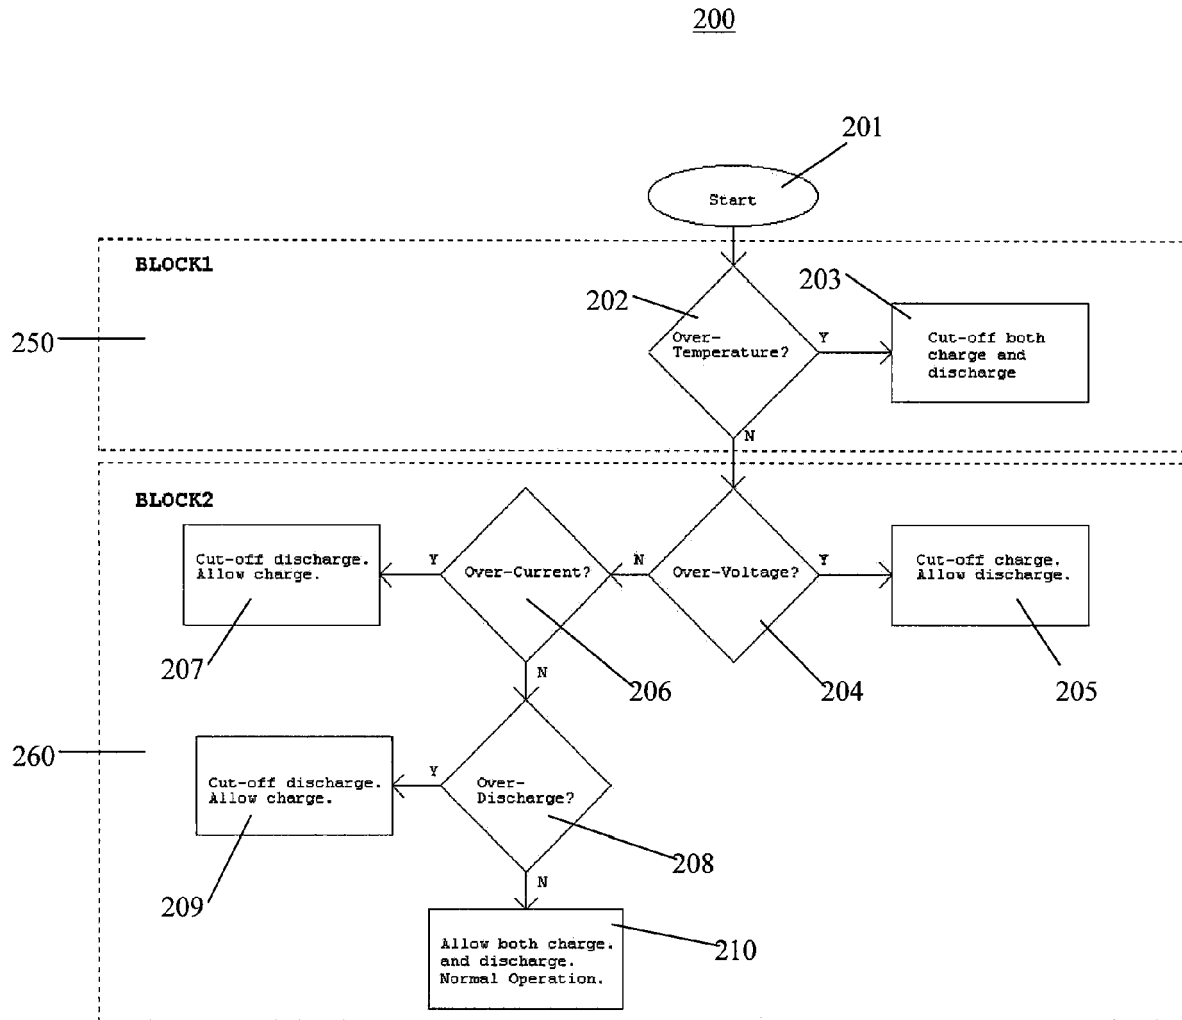 200
201
Start
BLOCK1
202
203
Over-
Temperature?
Y
Cut-off both
charge and
discharge
250
N
BLOCK2
Cut-off discharge.
Allow charge.
Y
Over-Current?
N
Over-Voltage?
Y
Cut-off charge.
Allow discharge.
207
N
206
204
205
260
Cut-off discharge.
Allow charge.
Y
Over-
Discharge?
208
209
N
Allow both charge.
and discharge.
Normal Operation.
210